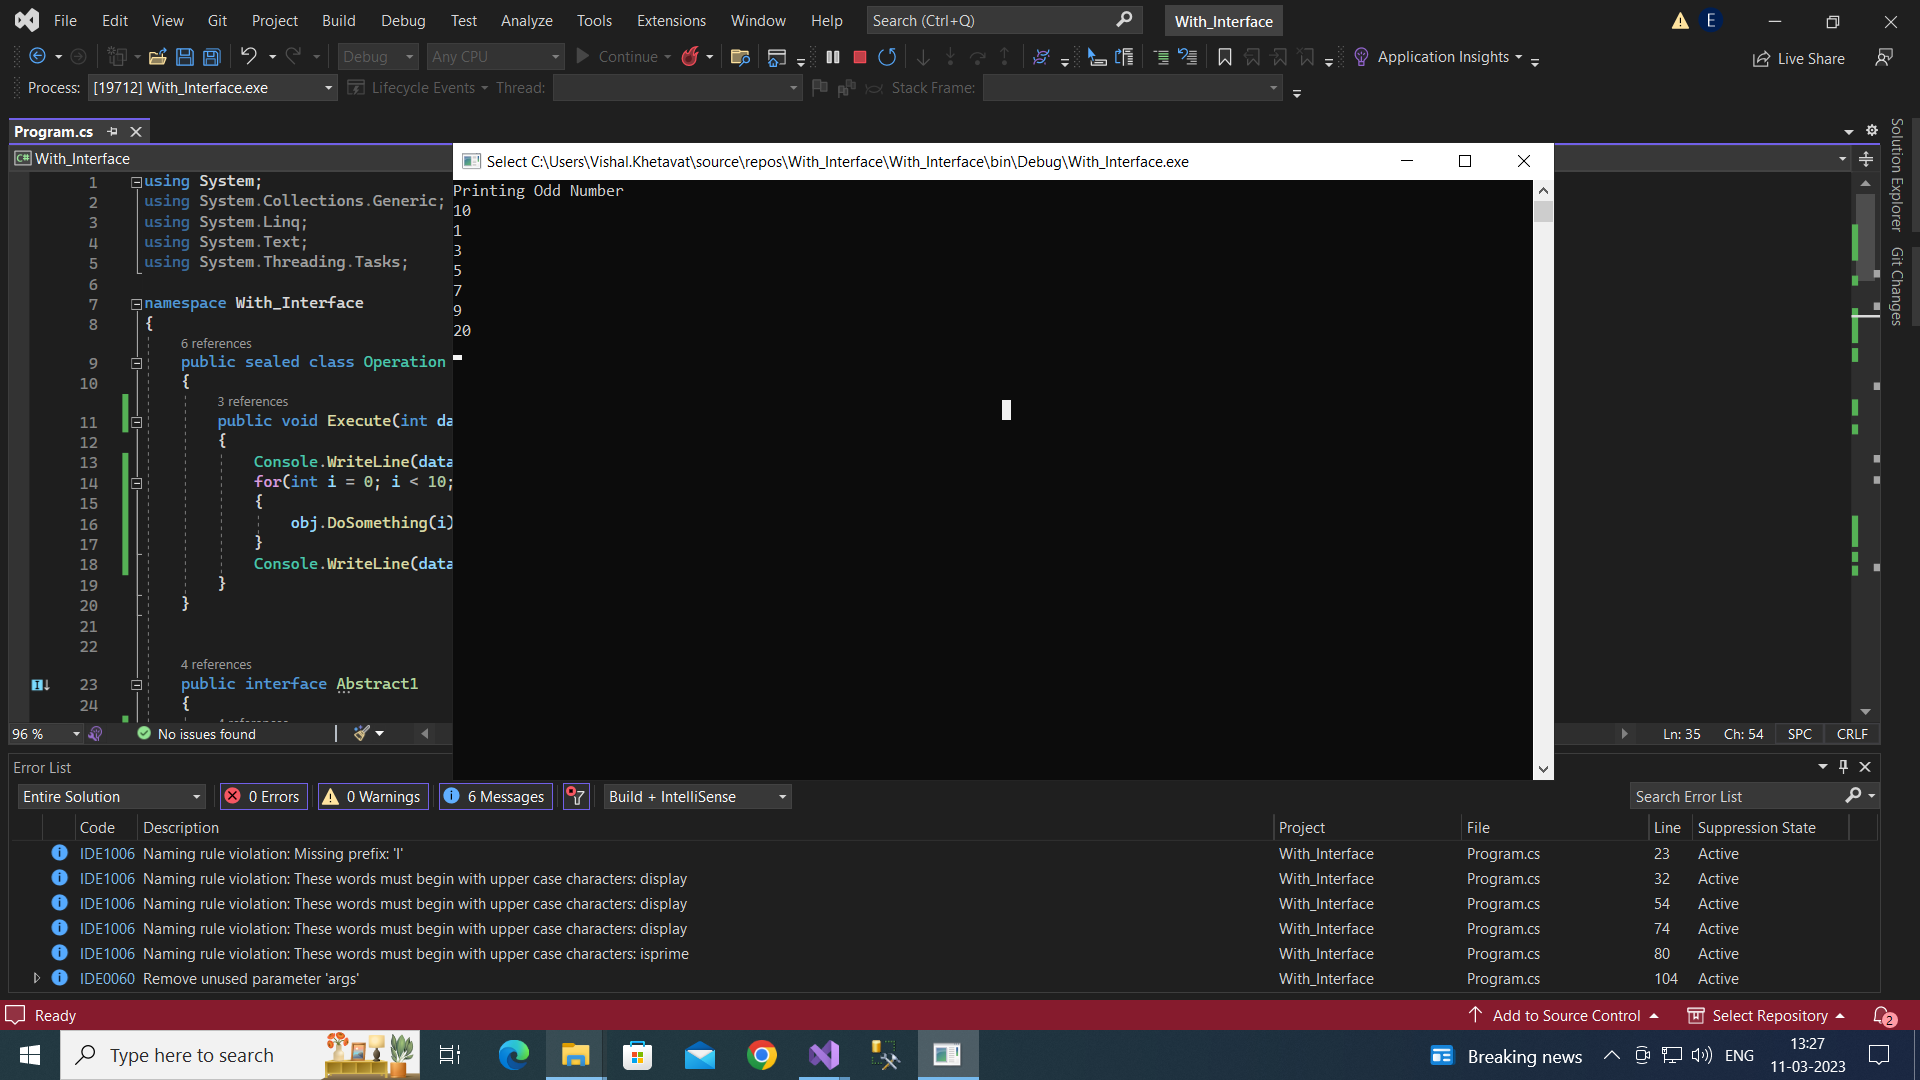 File Edit View Git Project Build Debug Test Analyze Tools Extensions Window Help Search (Ctrl+Q) With_Interface E
Debug Any CPU Continue Application Insights Live Share
Process: [19712] With_Interface.exe Lifecycle Events Thread: Stack Frame:
Program.cs
With_Interface
Select C:\Users\Vishal.Khetavat\source\repos\With_Interface\With_Interface\bin\Debug\With_Interface.exe
Printing Odd Number
10
1
3
5
7
9
20
1 using System;
2 using System.Collections.Generic;
3 using System.Linq;
4 using System.Text;
5 using System.Threading.Tasks;
6
7 namespace With_Interface
8 {
6 references
9 public sealed class Operation
10 {
3 references
11 public void Execute(int da
12 {
13 Console.WriteLine(data
14 for(int i = 0; i < 10;
15 {
16 obj.DoSomething(i)
17 }
18 Console.WriteLine(data
19 }
20 }
21
22
4 references
23 public interface Abstract1
24 {
Solution Explorer
Git Changes
96 % No issues found Ln: 35 Ch: 54 SPC CRLF
Error List
Entire Solution 0 Errors 0 Warnings 6 Messages Build + IntelliSense Search Error List
Code Description Project File Line Suppression State
IDE1006 Naming rule violation: Missing prefix: 'I' With_Interface Program.cs 23 Active
IDE1006 Naming rule violation: These words must begin with upper case characters: display With_Interface Program.cs 32 Active
IDE1006 Naming rule violation: These words must begin with upper case characters: display With_Interface Program.cs 54 Active
IDE1006 Naming rule violation: These words must begin with upper case characters: display With_Interface Program.cs 74 Active
IDE1006 Naming rule violation: These words must begin with upper case characters: isprime With_Interface Program.cs 80 Active
IDE0060 Remove unused parameter 'args' With_Interface Program.cs 104 Active
Ready Add to Source Control Select Repository 2
Type here to search Breaking news ENG 13:27
11-03-2023